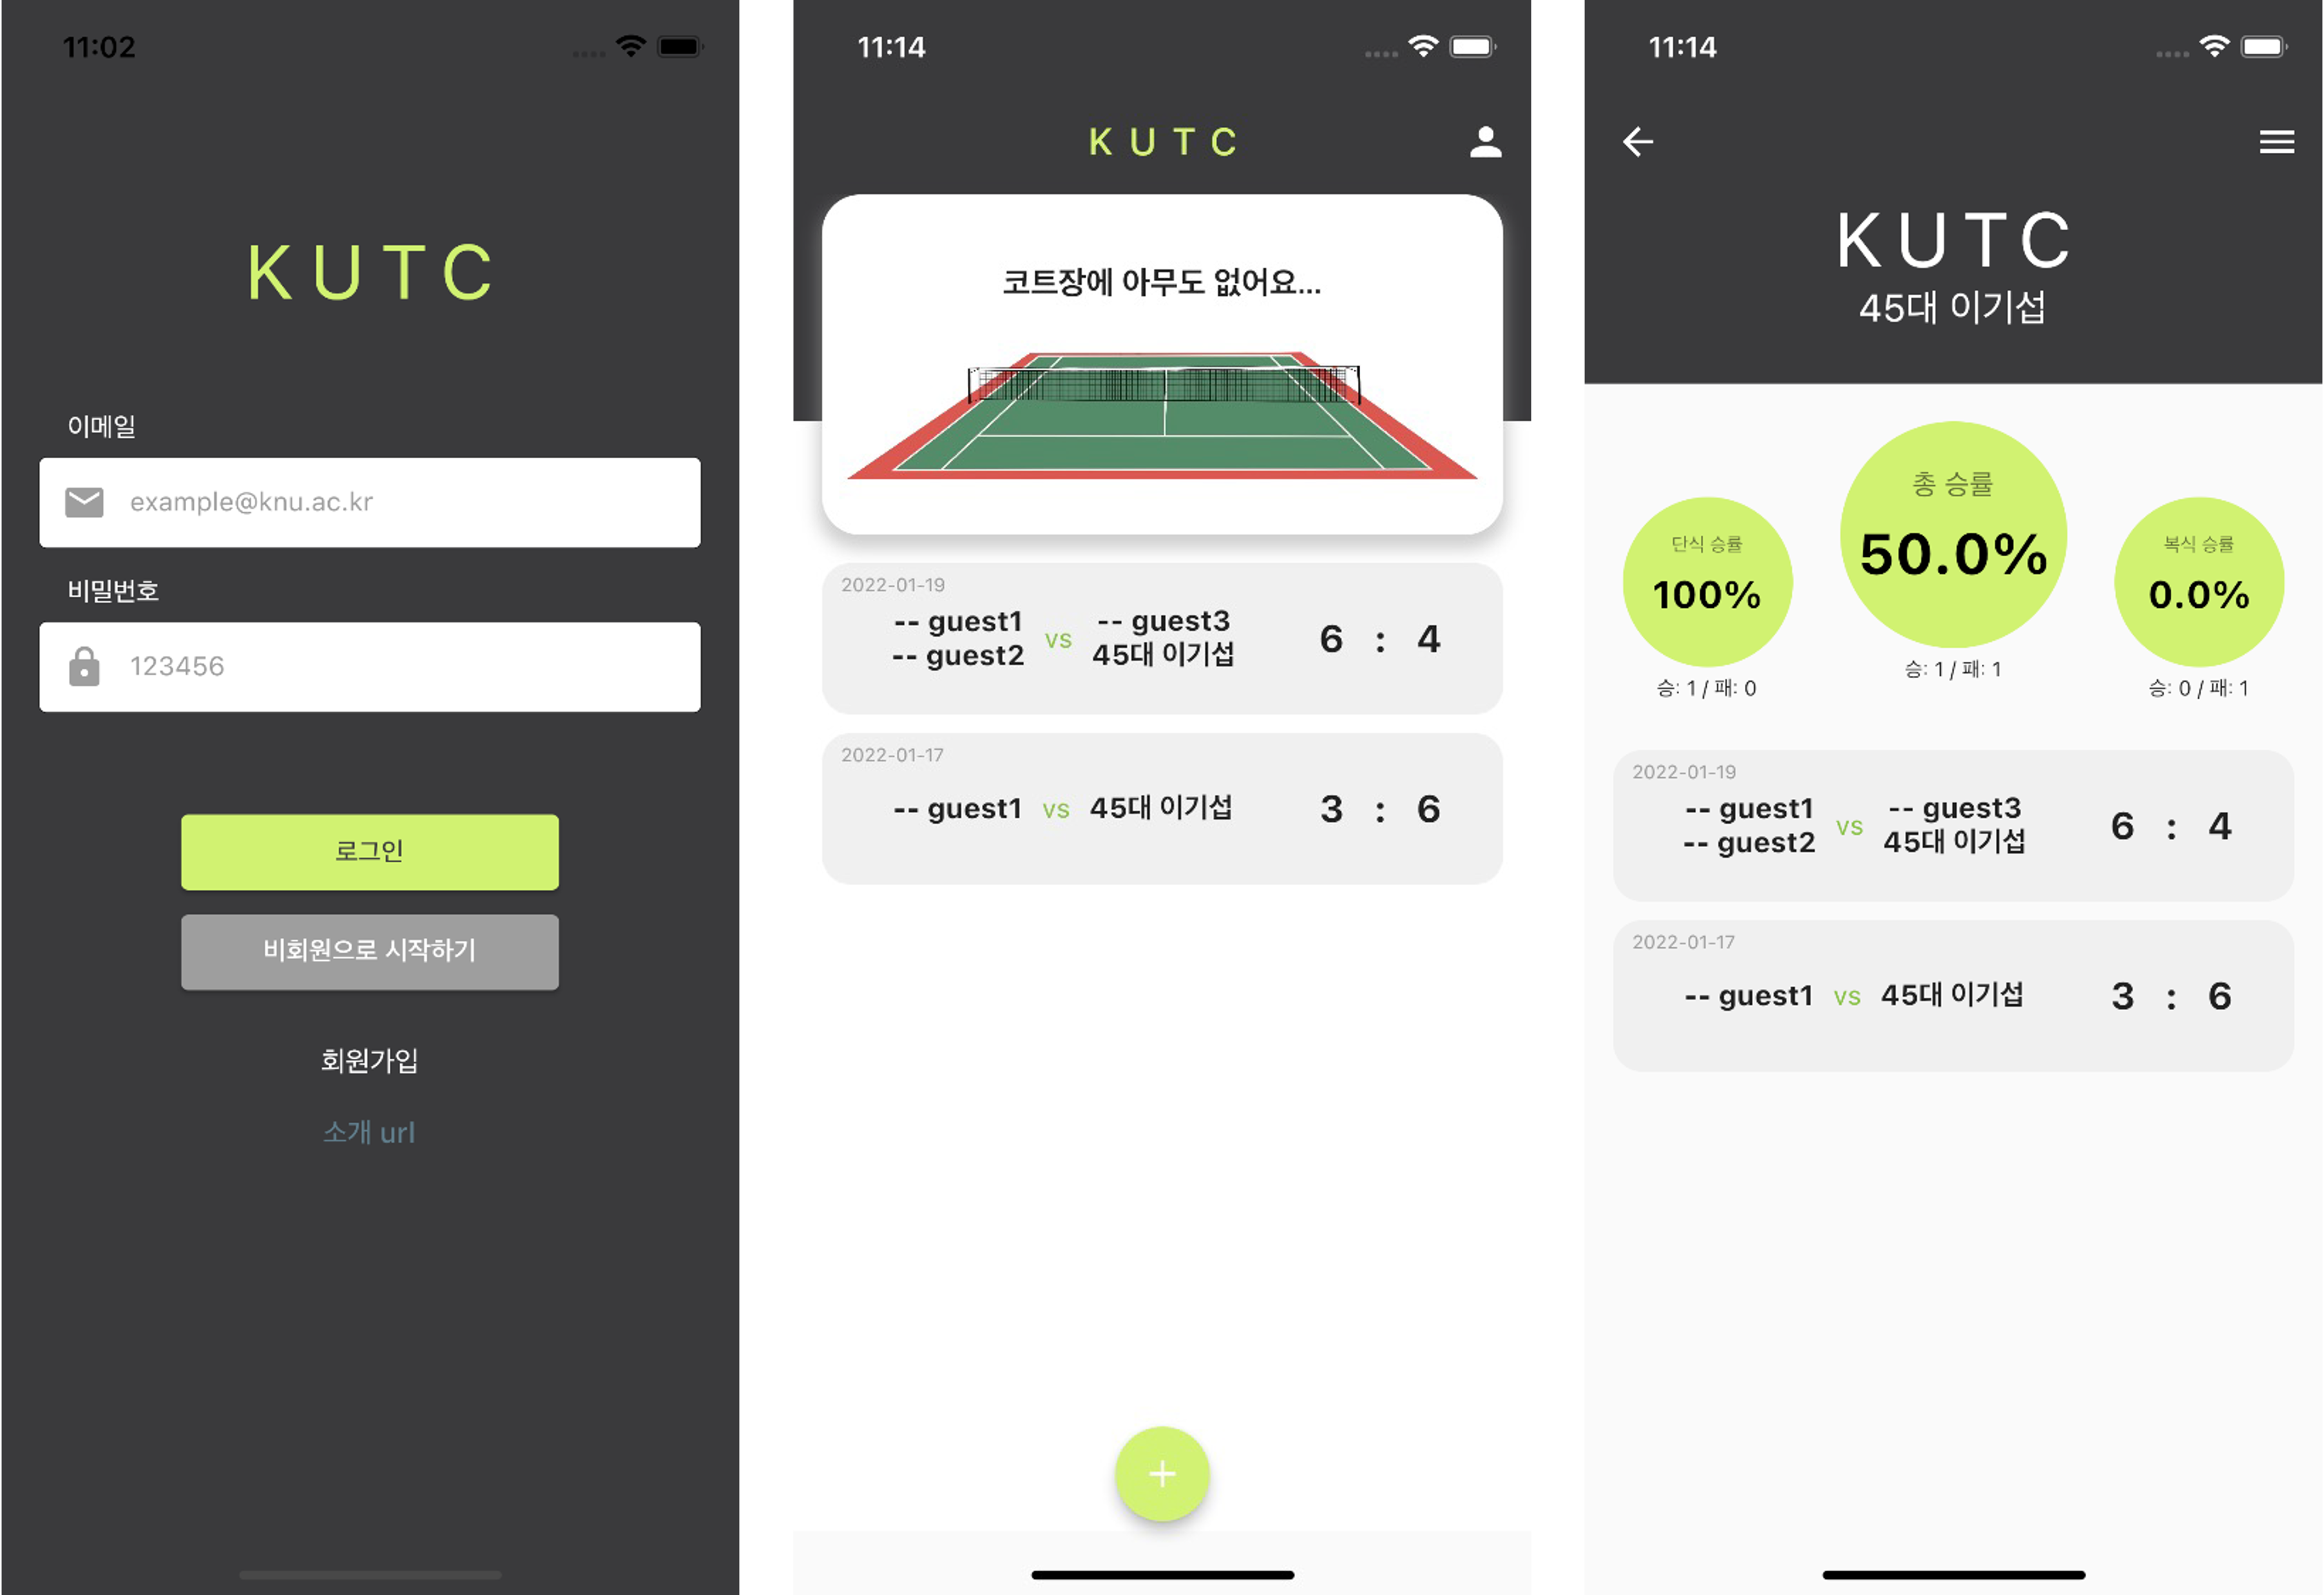 11:02
KUTC
이메일
example@knu.ac.kr
비밀번호
123456
로그인
비회원으로 시작하기
회원가입
소개 url
11:14
KUTC
코트장에 아무도 없어요...
2022-01-19
-- guest1
-- guest2
vs
-- guest3
45대 이기섭
6 : 4
2022-01-17
-- guest1 vs 45대 이기섭 3 : 6
+
11:14
KUTC
45대 이기섭
단식 승률
100%
승: 1 / 패: 0
총 승률
50.0%
승: 1 / 패: 1
복식 승률
0.0%
승: 0 / 패: 1
2022-01-19
-- guest1
-- guest2
vs
-- guest3
45대 이기섭
6 : 4
2022-01-17
-- guest1 vs 45대 이기섭 3 : 6